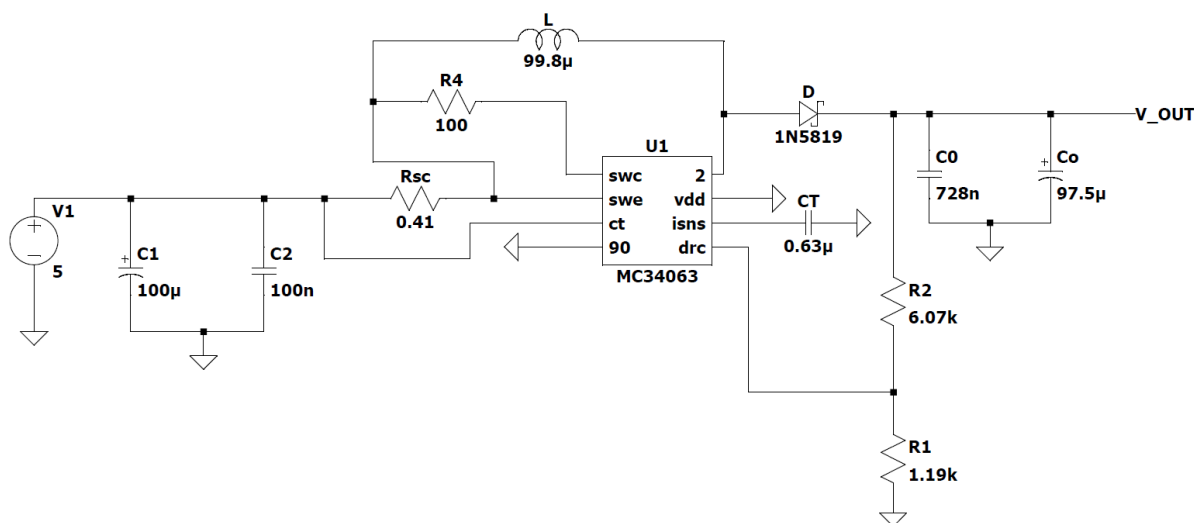 L
99.8µ
R4
100
D
1N5819
V_OUT
U1
swc
swe
ct
90
2
vdd
isns
drc
MC34063
Rsc
0.41
CT
0.63µ
C0
728n
+
Co
97.5µ
V1
+
5
+
C1
100µ
C2
100n
R2
6.07k
R1
1.19k